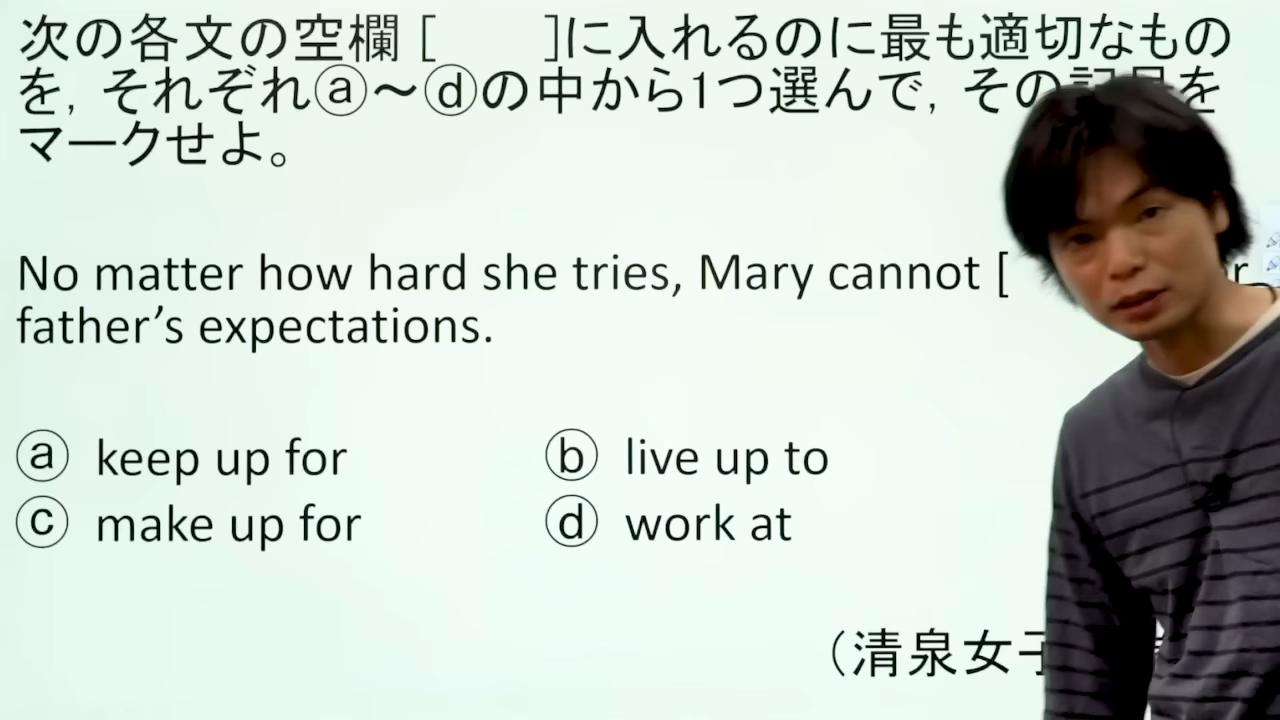 次の各文の空欄 [　　]に入れるのに最も適切なもの
を, それぞれⓐ～ⓓの中から1つ選んで, その記号を
マークせよ。
No matter how hard she tries, Mary cannot [
father’s expectations.
ⓐ keep up for　ⓑ live up to
ⓒ make up for　ⓓ work at
（清泉女子